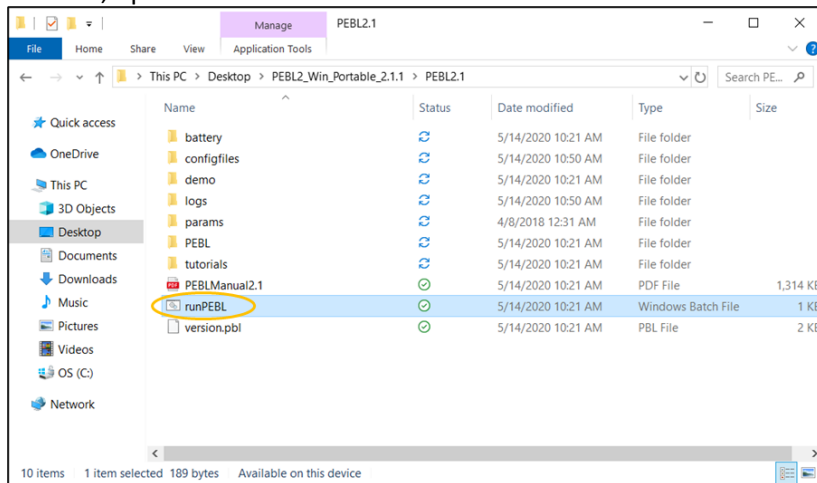 Manage PEBL2.1
File Home Share View Application Tools
This PC > Desktop > PEBL2_Win_Portable_2.1.1 > PEBL2.1 Search PE...
Name Status Date modified Type Size
Quick access
OneDrive
This PC
3D Objects
Desktop
Documents
Downloads
Music
Pictures
Videos
OS (C:)
Network
battery 5/14/2020 10:21 AM File folder
configfiles 5/14/2020 10:50 AM File folder
demo 5/14/2020 10:21 AM File folder
logs 5/14/2020 10:50 AM File folder
params 4/8/2018 12:31 AM File folder
PEBL 5/14/2020 10:21 AM File folder
tutorials 5/14/2020 10:21 AM File folder
PEBLManual2.1 5/14/2020 10:21 AM PDF File 1,314 KB
runPEBL 5/14/2020 10:21 AM Windows Batch File 1 KB
version.pbl 5/14/2020 10:21 AM PBL File 2 KB
10 items 1 item selected 189 bytes Available on this device